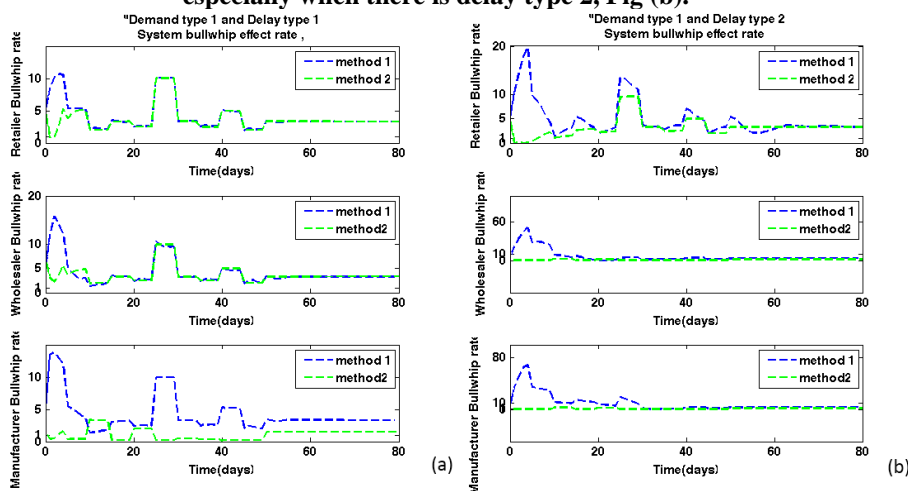 especially when there is delay type 2, Fig (b).
"Demand type 1 and Delay type 1
System bullwhip effect rate ,
Retailer Bullwhip rate
10
5
1
0
0 20 40 60 80
Time(days)
method 1
method 2
Wholesaler Bullwhip rate
20
10
5
1
0 20 40 60 80
Time(days)
method 1
method2
Manufacturer Bullwhip rate
10
5
1
0
0 20 40 60 80
Time(days)
method 1
method2
(a)
"Demand type 1 and Delay type 2
System bullwhip effect rate
Retailer Bullwhip rate
20
10
5
1
0 20 40 60 80
Time(days)
method 1
method 2
Wholesaler Bullwhip rate
60
10
0 20 40 60 80
Time(days)
method 1
method2
Manufacturer Bullwhip rate
80
10
0 20 40 60 80
Time(days)
method 1
method2
(b)